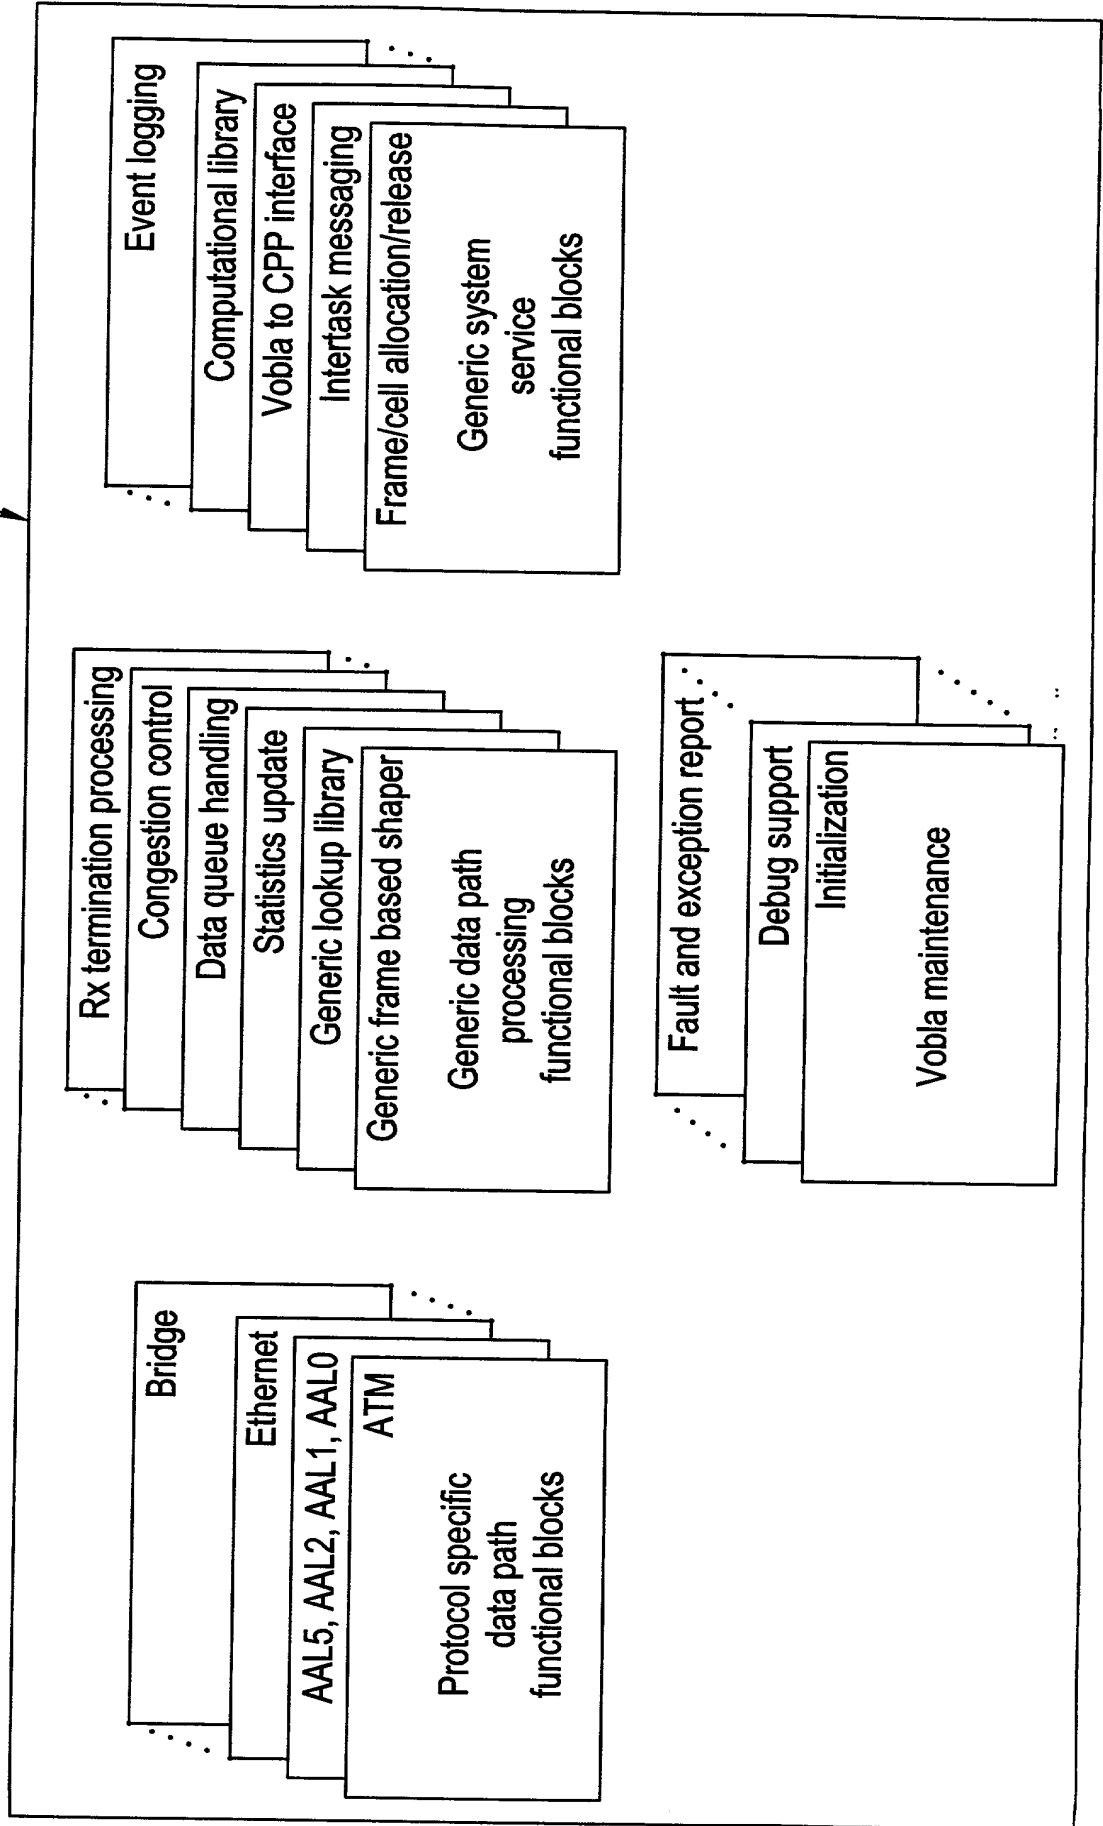 Bridge
Ethernet
AAL5, AAL2, AAL1, AAL0
ATM
Protocol specific
data path
functional blocks
Rx termination processing
Congestion control
Data queue handling
Statistics update
Generic lookup library
Generic frame based shaper
Generic data path
processing
functional blocks
Event logging
Computational library
Vobla to CPP interface
Intertask messaging
Frame/cell allocation/release
Generic system
service
functional blocks
Fault and exception report
Debug support
Initialization
Vobla maintenance